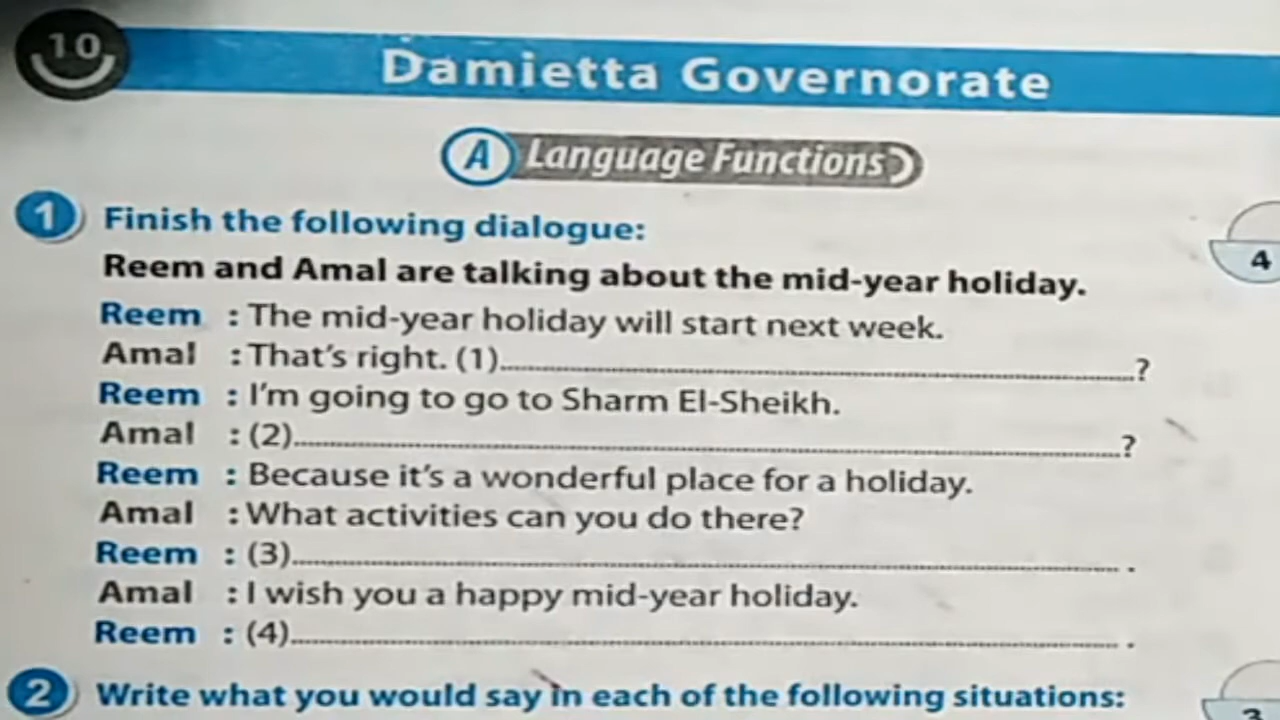 10
Damietta Governorate
A Language Functions
1 Finish the following dialogue:
4
Reem and Amal are talking about the mid-year holiday.
Reem : The mid-year holiday will start next week.
Amal : That's right. (1)..............................?
Reem : I'm going to go to Sharm El-Sheikh.
Amal : (2)..............................?
Reem : Because it's a wonderful place for a holiday.
Amal : What activities can you do there?
Reem : (3).............................. .
Amal : I wish you a happy mid-year holiday.
Reem : (4).............................. .
2 Write what you would say in each of the following situations:
3